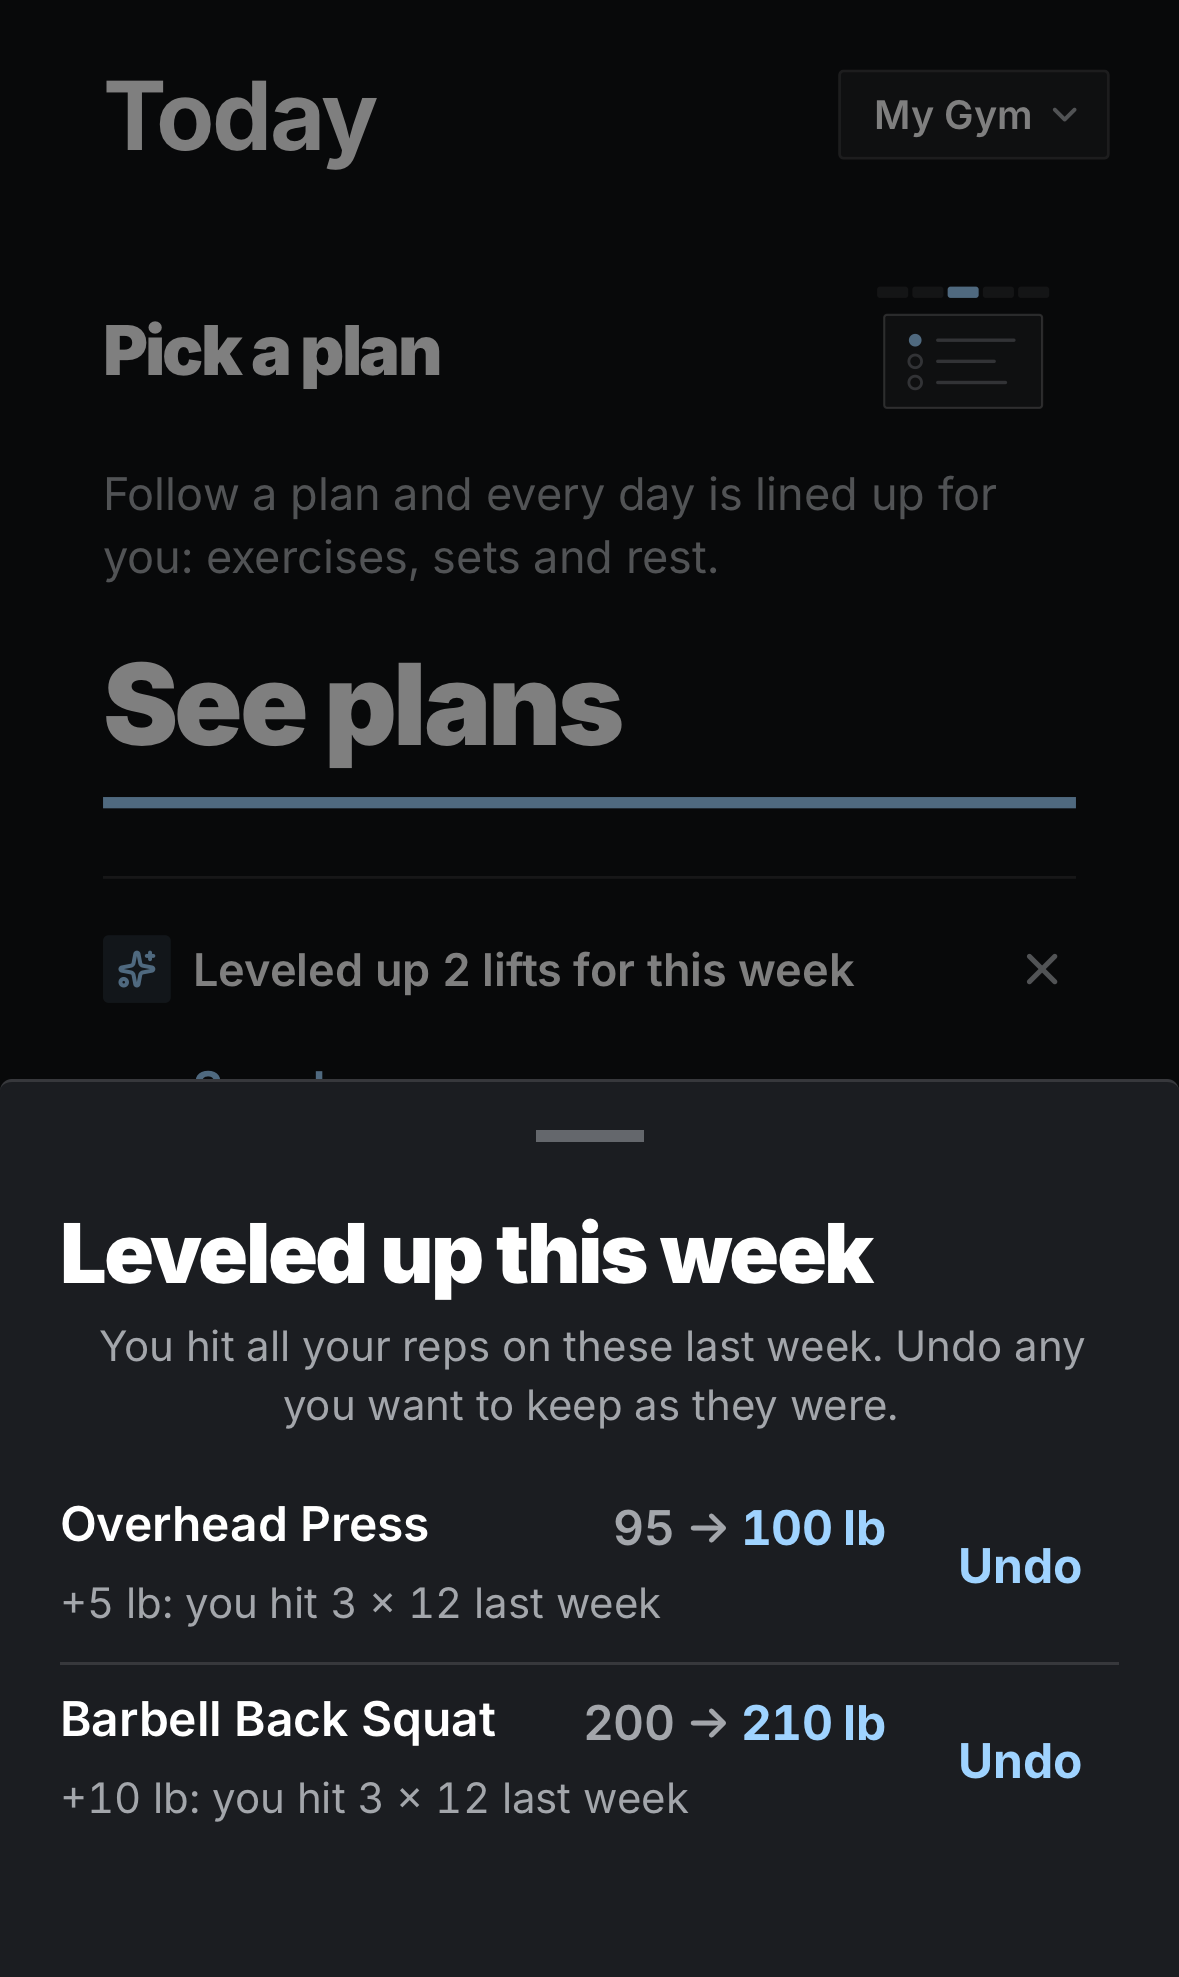 Today
My Gym
Pick a plan
Follow a plan and every day is lined up for
you: exercises, sets and rest.
See plans
Leveled up 2 lifts for this week
Leveled up this week
You hit all your reps on these last week. Undo any
you want to keep as they were.
Overhead Press 95 → 100 lb
Undo
+5 lb: you hit 3 × 12 last week
Barbell Back Squat 200 → 210 lb
Undo
+10 lb: you hit 3 × 12 last week